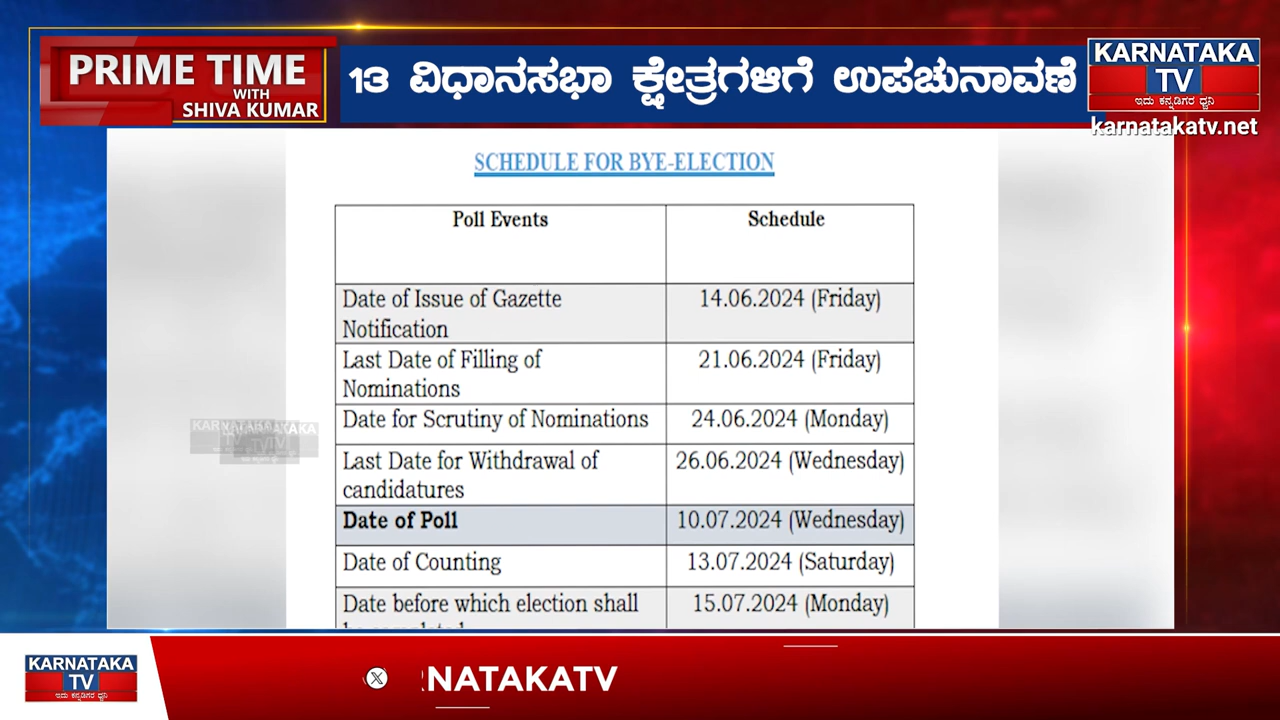 PRIME TIME
WITH
SHIVA KUMAR
13 ವಿಧಾನಸಭಾ ಕ್ಷೇತ್ರಗಳಿಗೆ ಉಪಚುನಾವಣೆ
KARNATAKA
TV
ಇದು ಕನ್ನಡಿಗರ ಧ್ವನಿ
karnatakatv.net
SCHEDULE FOR BYE-ELECTION
Poll Events Schedule
Date of Issue of Gazette
Notification
14.06.2024 (Friday)
Last Date of Filling of
Nominations
21.06.2024 (Friday)
Date for Scrutiny of Nominations 24.06.2024 (Monday)
Last Date for Withdrawal of
candidatures
26.06.2024 (Wednesday)
Date of Poll 10.07.2024 (Wednesday)
Date of Counting 13.07.2024 (Saturday)
Date before which election shall 15.07.2024 (Monday)
KARNATAKA
TV
ಇದು ಕನ್ನಡಿಗರ ಧ್ವನಿ
NATAKATV